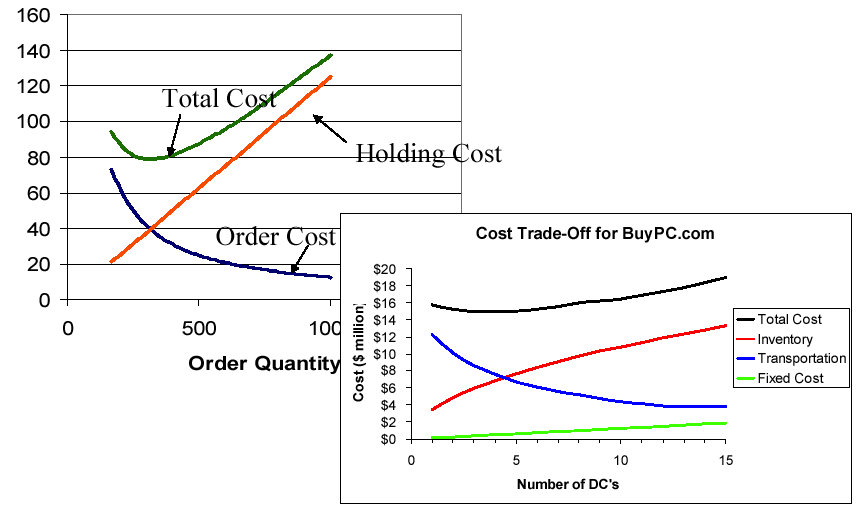 160
140
120
100
80
60
40
20
0
Total Cost
Holding Cost
Order Cost
0 500 100
Order Quantity
Cost Trade-Off for BuyPC.com
$20
$18
$16
$14
$12
$10
$8
$6
$4
$2
$0
Cost ($ million)
0 5 10 15
Number of DC's
Total Cost
Inventory
Transportation
Fixed Cost